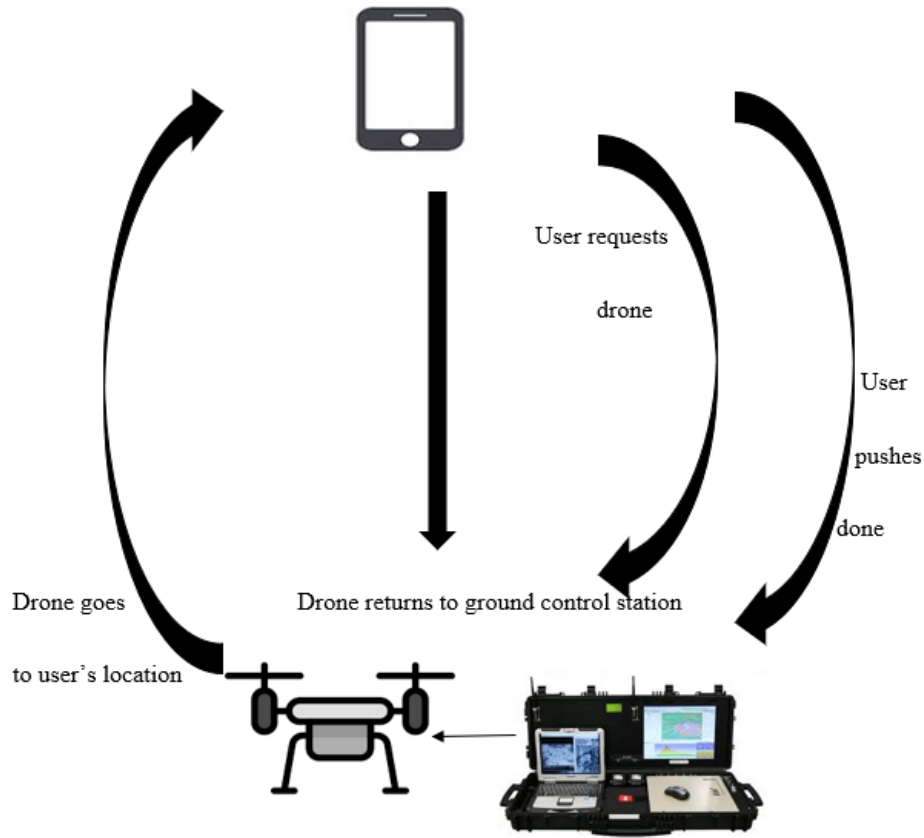 User requests
drone
User
pushes
done
Drone goes
to user’s location
Drone returns to ground control station